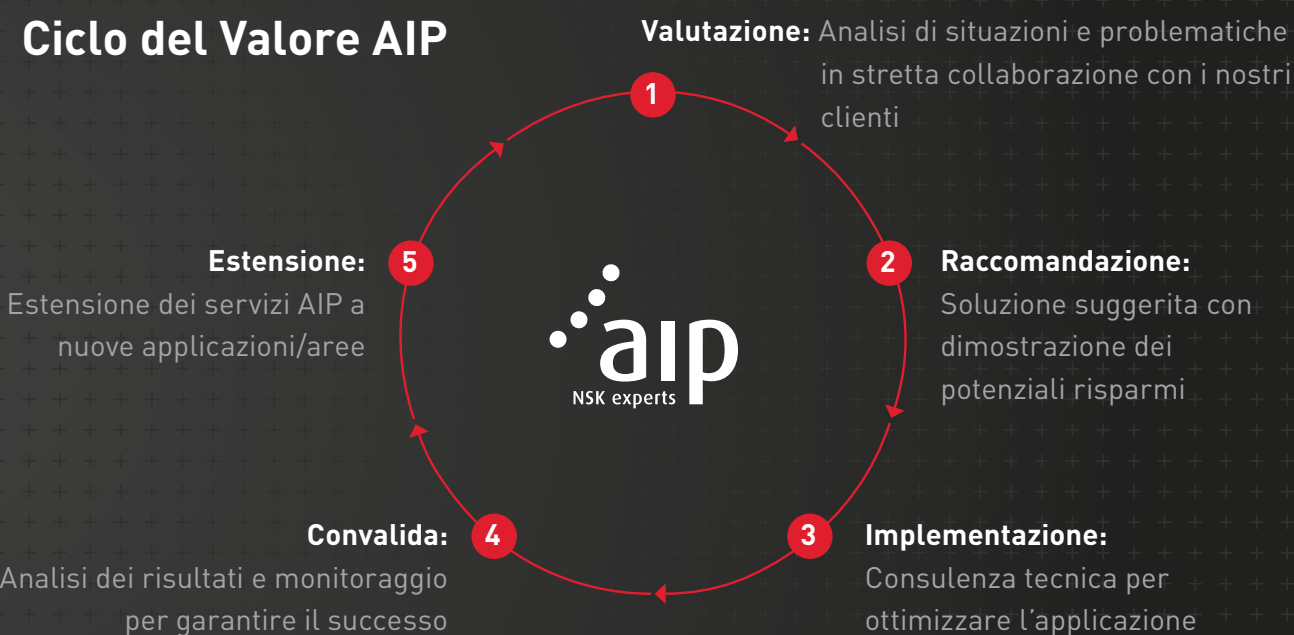 Ciclo del Valore AIP
Valutazione: Analisi di situazioni e problematiche
in stretta collaborazione con i nostri
clienti
1
2
Raccomandazione:
Soluzione suggerita con
dimostrazione dei
potenziali risparmi
3
Implementazione:
Consulenza tecnica per
ottimizzare l'applicazione
4
Convalida:
Analisi dei risultati e monitoraggio
per garantire il successo
5
Estensione:
Estensione dei servizi AIP a
nuove applicazioni/aree
aip
NSK experts